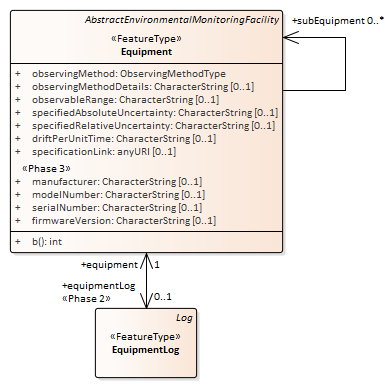 AbstractEnvironmentalMonitoringFacility
«FeatureType»
Equipment
+ observingMethod: ObservingMethodType
+ observingMethodDetails: CharacterString [0..1]
+ observableRange: CharacterString [0..1]
+ specifiedAbsoluteUncertainty: CharacterString [0..1]
+ specifiedRelativeUncertainty: CharacterString [0..1]
+ driftPerUnitTime: CharacterString [0..1]
+ specificationLink: anyURI [0..1]
«Phase 3»
+ manufacturer: CharacterString [0..1]
+ modelNumber: CharacterString [0..1]
+ serialNumber: CharacterString [0..1]
+ firmwareVersion: CharacterString [0..1]
+ b(): int
+subEquipment 0..*
+equipment 1
+equipmentLog
«Phase 2» 0..1
Log
«FeatureType»
EquipmentLog